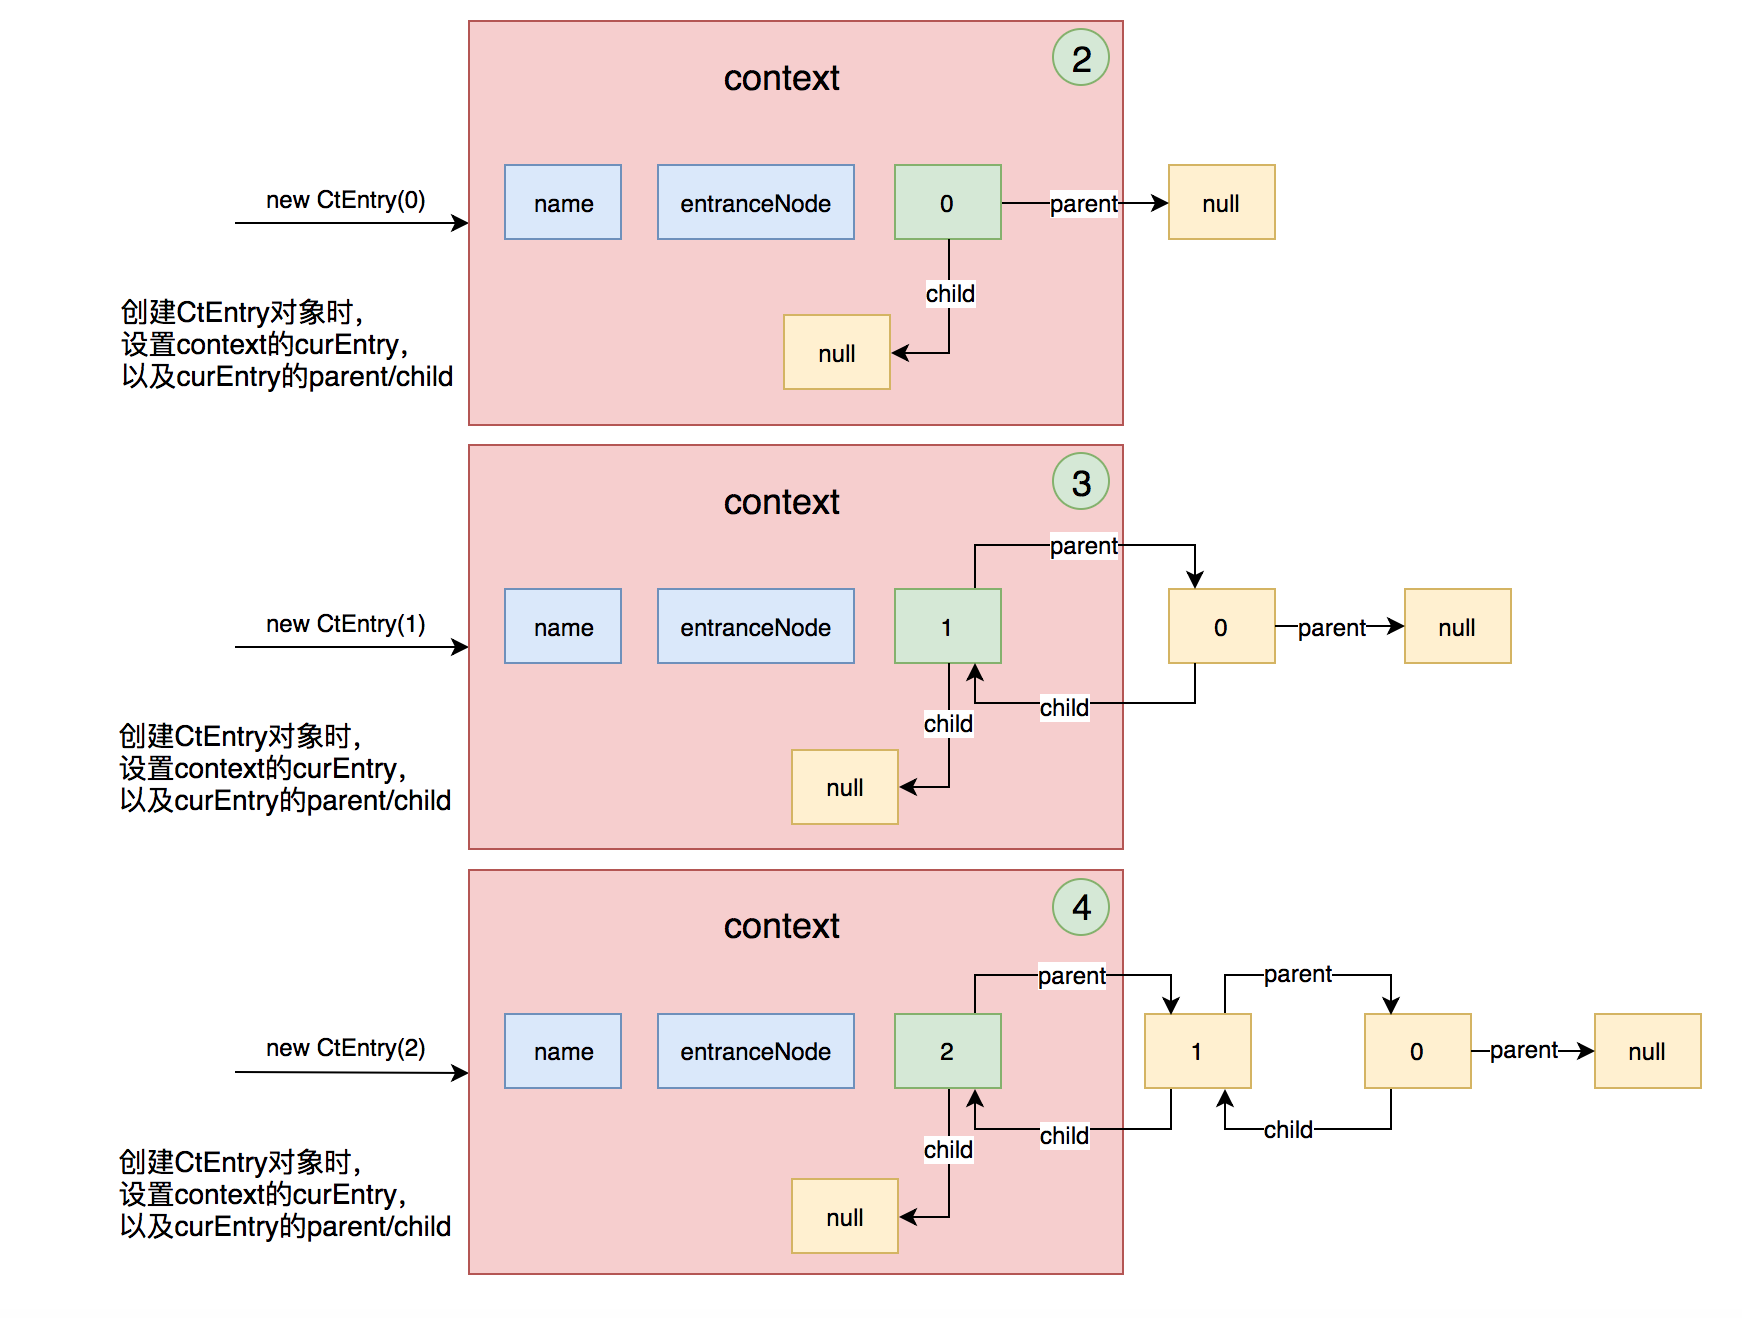 2
context
new CtEntry(0)
name
entranceNode
0
parent
null
child
null
创建CtEntry对象时，
设置context的curEntry，
以及curEntry的parent/child
3
context
parent
new CtEntry(1)
name
entranceNode
1
0
parent
null
child
child
null
创建CtEntry对象时，
设置context的curEntry，
以及curEntry的parent/child
4
context
parent
parent
new CtEntry(2)
name
entranceNode
2
1
0
parent
null
child
child
child
null
创建CtEntry对象时，
设置context的curEntry，
以及curEntry的parent/child